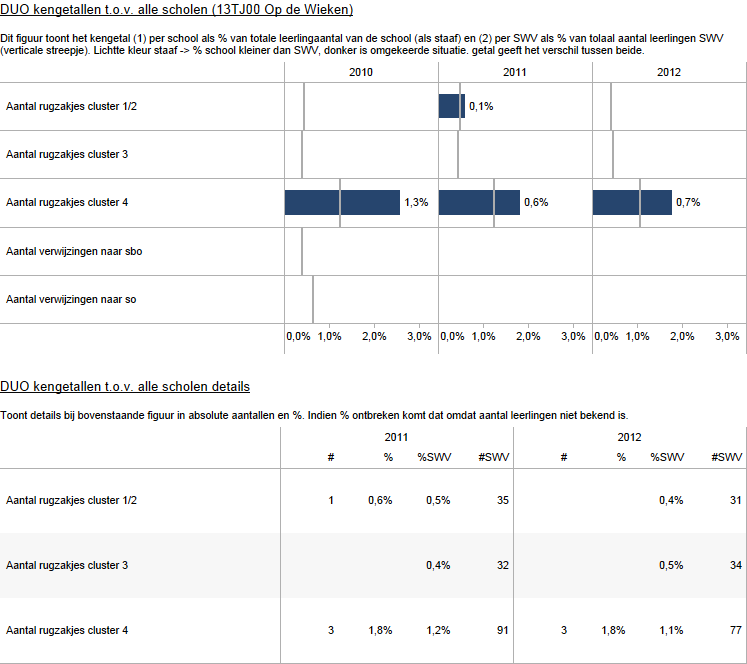 DUO kengetallen t.o.v. alle scholen (13TJ00 Op de Wieken)
Dit figuur toont het kengetal (1) per school als % van totale leerlingaantal van de school (als staaf) en (2) per SWV als % van tolaal aantal leerlingen SWV
(verticale streepje). Lichtte kleur staaf -> % school kleiner dan SWV, donker is omgekeerde situatie. getal geeft het verschil tussen beide.
2010 2011 2012
Aantal rugzakjes cluster 1/2 0,1%
Aantal rugzakjes cluster 3
Aantal rugzakjes cluster 4 1,3% 0,6% 0,7%
Aantal verwijzingen naar sbo
Aantal verwijzingen naar so
0,0% 1,0% 2,0% 3,0% 0,0% 1,0% 2,0% 3,0% 0,0% 1,0% 2,0% 3,0%
DUO kengetallen t.o.v. alle scholen details
Toont details bij bovenstaande figuur in absolute aantallen en %. Indien % ontbreken komt dat omdat aantal leerlingen niet bekend is.
2011 2012
# % %SWV #SWV # % %SWV #SWV
Aantal rugzakjes cluster 1/2 1 0,6% 0,5% 35 0,4% 31
Aantal rugzakjes cluster 3 0,4% 32 0,5% 34
Aantal rugzakjes cluster 4 3 1,8% 1,2% 91 3 1,8% 1,1% 77